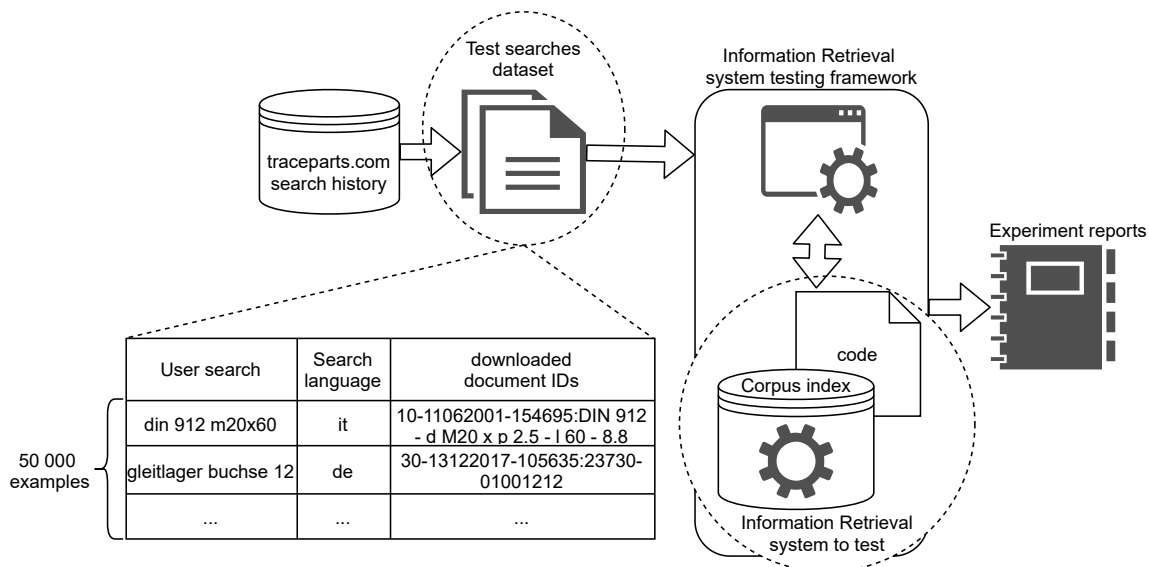 Test searches
dataset
Information Retrieval
system testing framework
traceparts.com
search history
Experiment reports
code
Corpus index
Information Retrieval
system to test
User search
Search
language
downloaded
document IDs
din 912 m20x60
it
10-11062001-154695:DIN 912
- d M20 x p 2.5 - l 60 - 8.8
gleitlager buchse 12
de
30-13122017-105635:23730-
01001212
...
...
...
50 000
examples